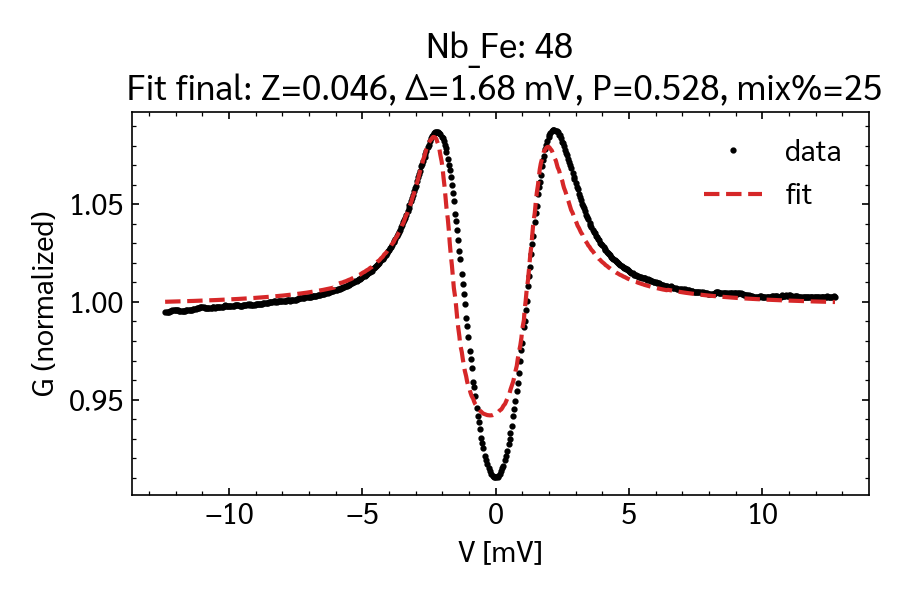 Nb_Fe: 48
Fit final: Z=0.046, Δ=1.68 mV, P=0.528, mix%=25
data
fit
G (normalized)
1.05
1.00
0.95
−10
−5
0
5
10
V [mV]